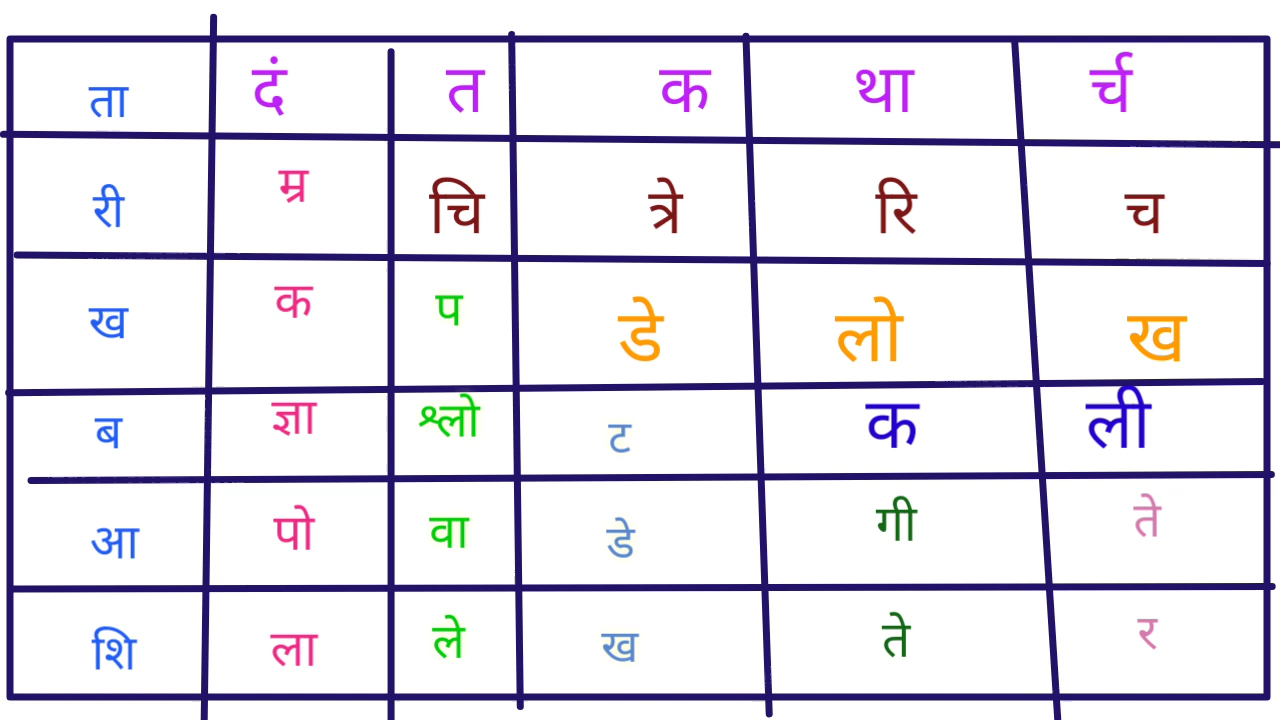 ता दं त क था र्च
री म्र चि त्रे रि च
ख क प डे लो ख
ब ज्ञा श्लो ट क ली
आ पो वा डे गी ते
शि ला ले ख ते र